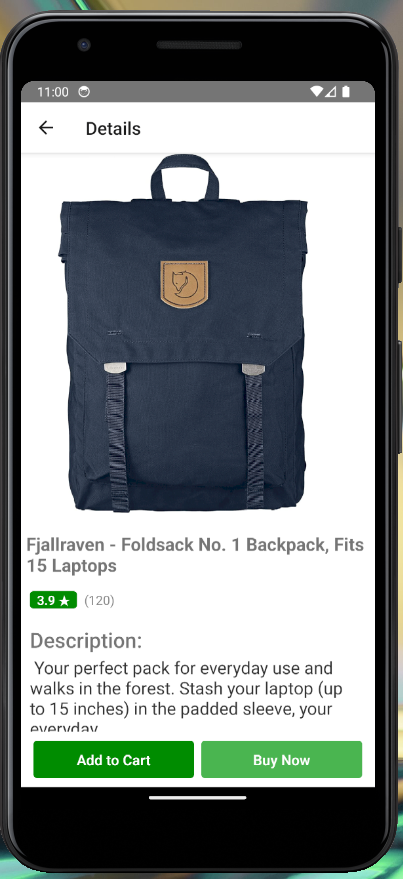 11:00
Details
Fjallraven - Foldsack No. 1 Backpack, Fits
15 Laptops
3.9 ★ (120)
Description:
Your perfect pack for everyday use and
walks in the forest. Stash your laptop (up
to 15 inches) in the padded sleeve, your
everyday
Add to Cart Buy Now